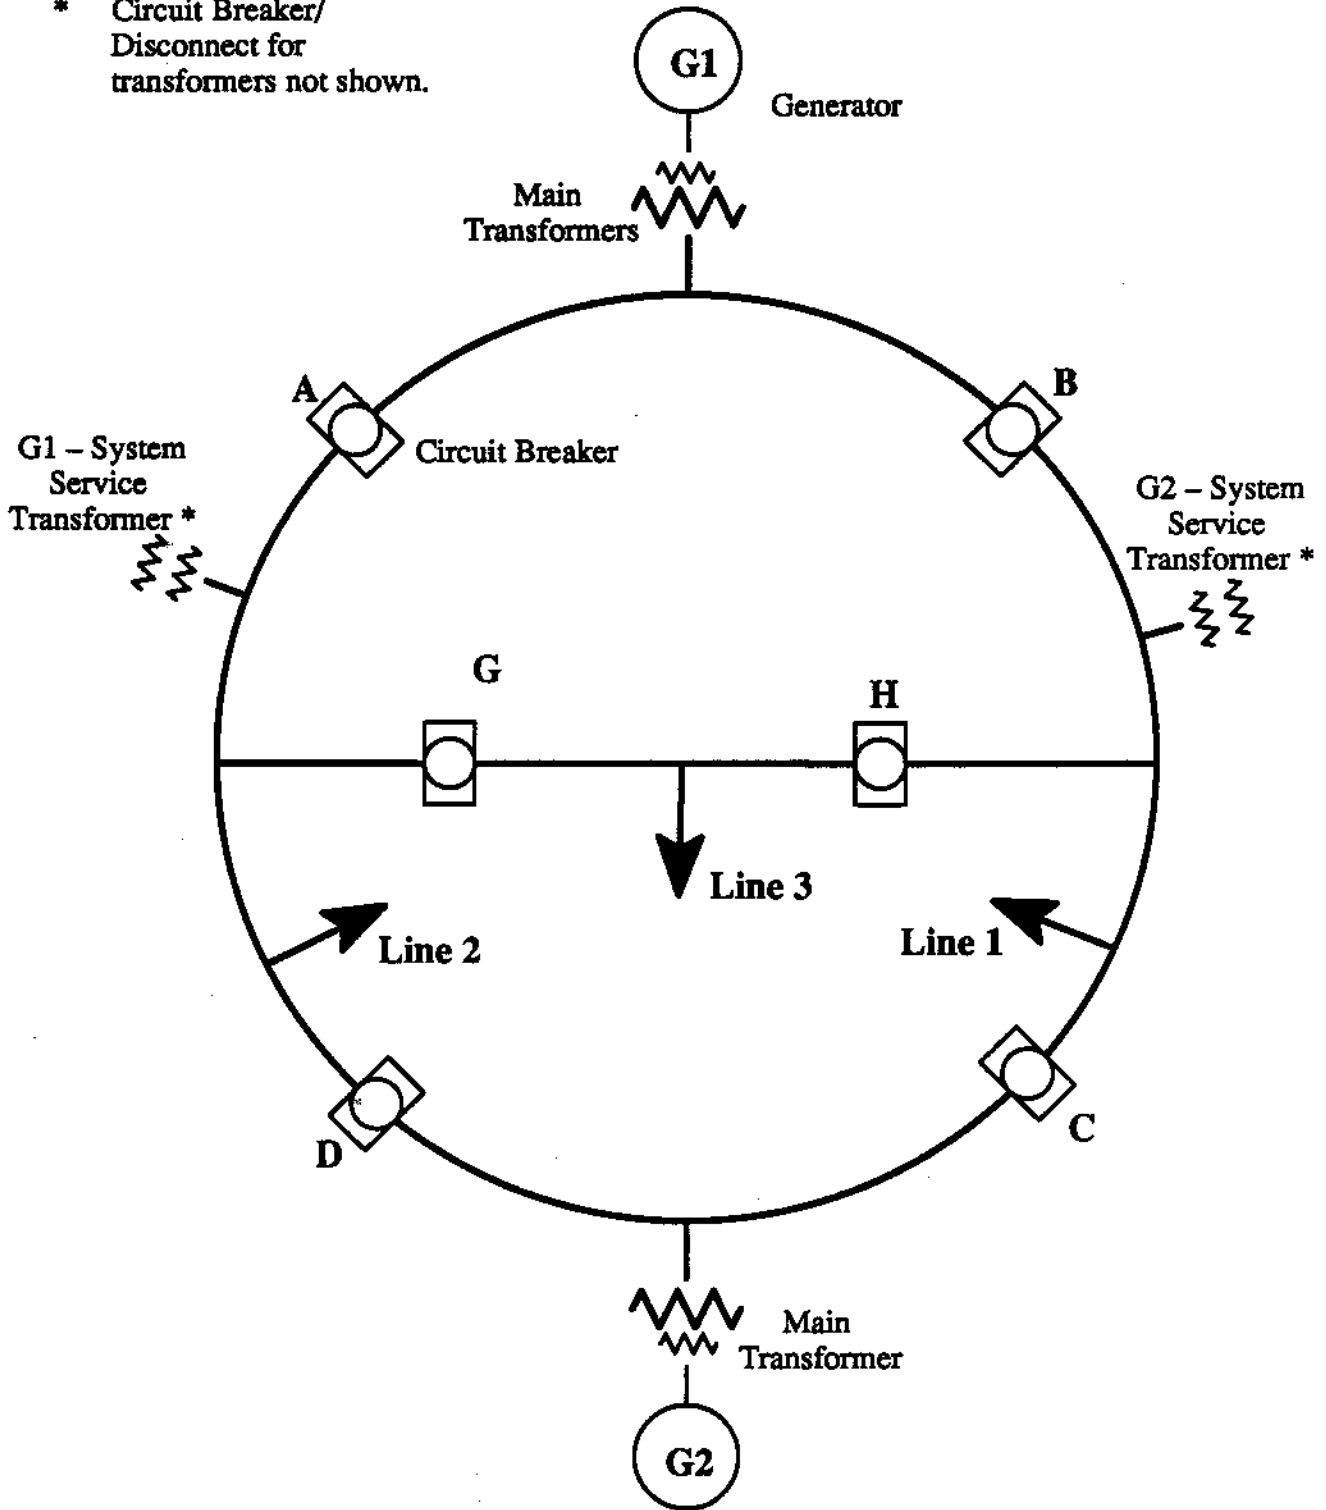 * Circuit Breaker/
Disconnect for
transformers not shown.
G1
Generator
Main
Transformers
A
B
Circuit Breaker
G1 – System
Service
Transformer *
G2 – System
Service
Transformer *
G
H
Line 3
Line 2
Line 1
D
C
Main
Transformer
G2